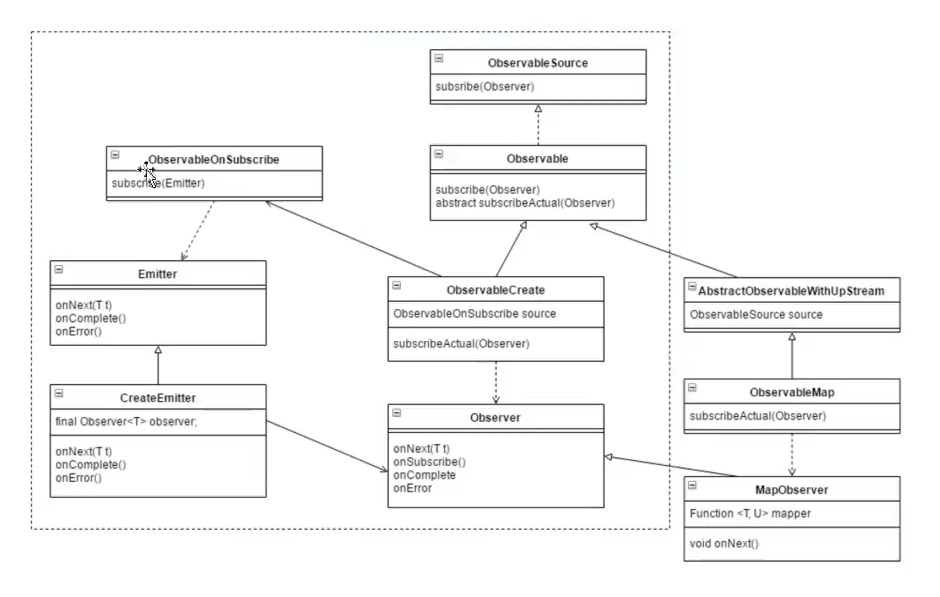 ObservableSource
subsribe(Observer)
ObservableOnSubscribe
subscribe(Emitter)
Observable
subscribe(Observer)
abstract subscribeActual(Observer)
Emitter
onNext(T t)
onComplete()
onError()
ObservableCreate
ObservableOnSubscribe source
subscribeActual(Observer)
AbstractObservableWithUpStream
ObservableSource source
CreateEmitter
final Observer<T> observer;
onNext(T t)
onComplete()
onError()
Observer
onNext(T t)
onSubscribe()
onComplete
onError
ObservableMap
subscribeActual(Observer)
MapObserver
Function <T, U> mapper
void onNext()